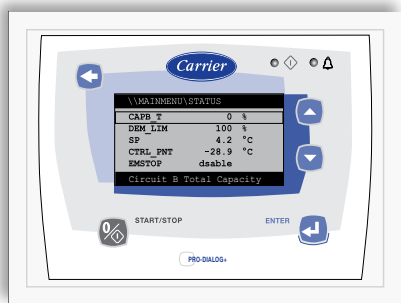 Carrier
\\MAINMENU\STATUS
CAPB_T 0 %
DEM_LIM 100 %
SP 4.2 °C
CTRL_PNT -28.9 °C
EMSTOP dsable
Circuit B Total Capacity
START/STOP
ENTER
PRO-DIALOG+